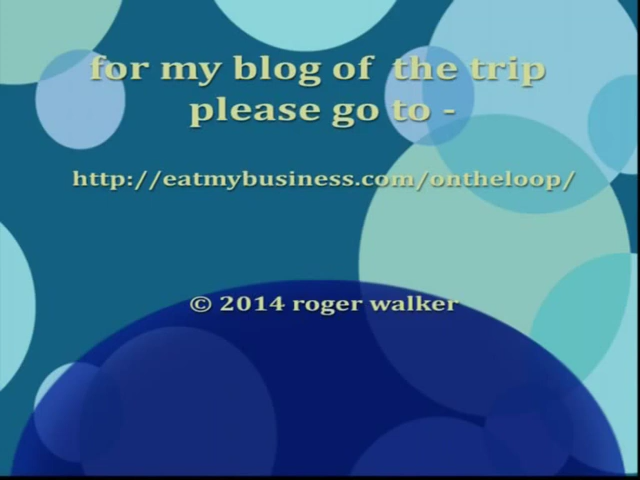 for my blog of the trip
please go to -
http://eatmybusiness.com/ontheloop/
© 2014 roger walker